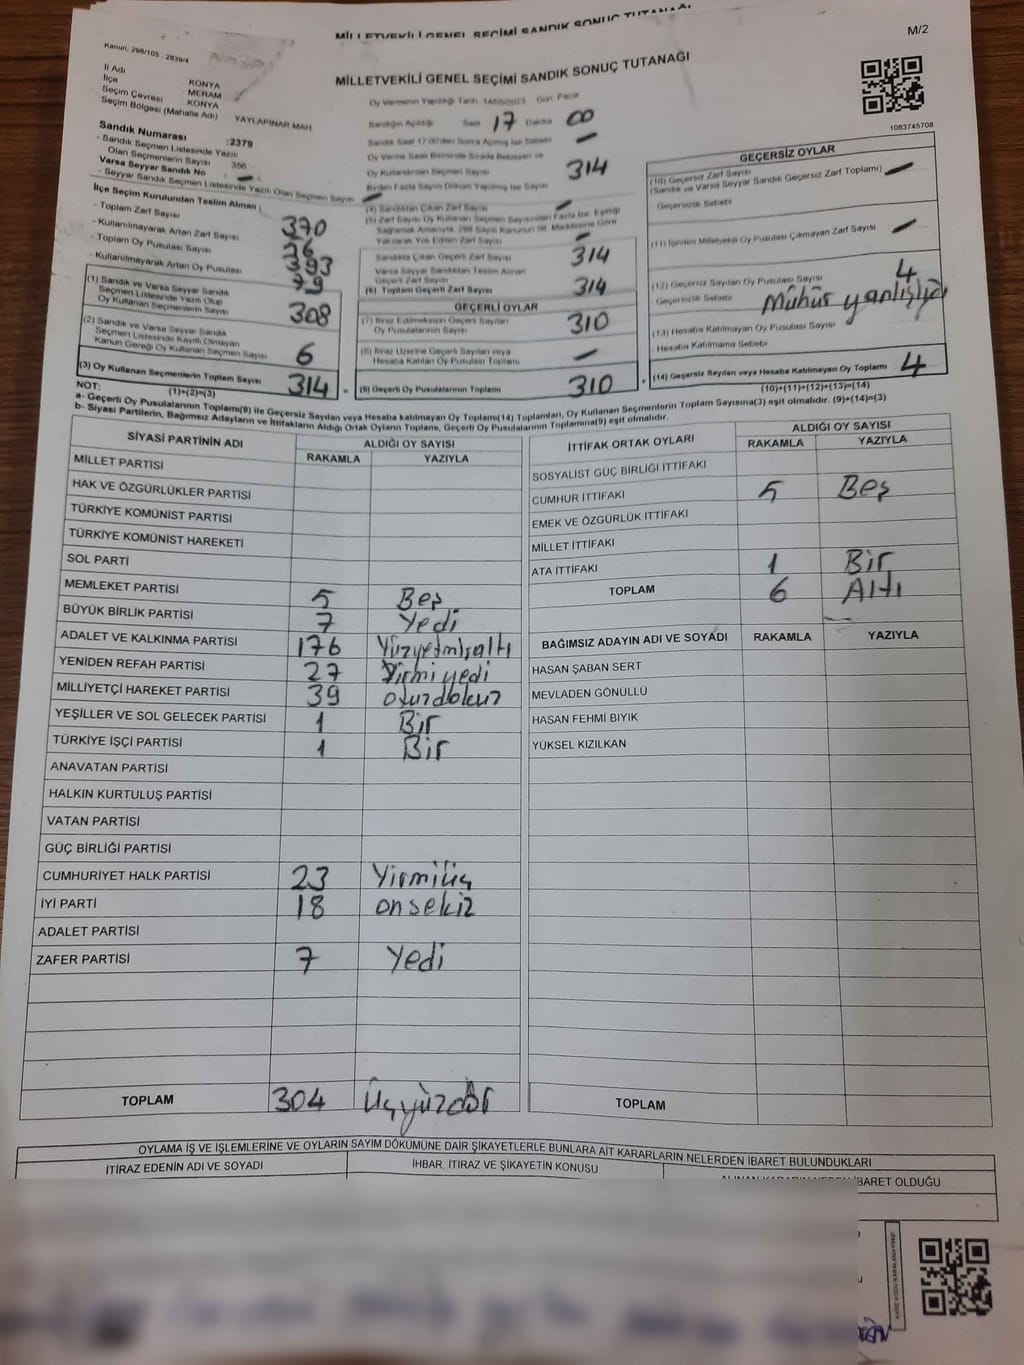 MİLLETVEKİLİ GENEL SEÇİMİ SANDIK SONUÇ TUTANAĞI
M/2
Kanun, 298/105 , 2839/4
MİLLETVEKİLİ GENEL SEÇİMİ SANDIK SONUÇ TUTANAĞI
İl Adı KONYA
İlçe MERAM
Seçim Çevresi KONYA
Seçim Bölgesi (Mahalle Adı) YAYLAPINAR MAH
1083745708
Oy Vermenin Yapıldığı Tarih 14/05/2023 Gün Pazar
Sandığın Açıldığı Saat 17 Dakika 00
Sandık Numarası :2379
- Sandık Seçmen Listesinde Yazılı
Olan Seçmenlerin Sayısı 356
Varsa Seyyar Sandık No : -
- Seyyar Sandık Seçmen Listesinde Yazılı Olan Seçmen Sayısı -
Sandık Saat 17.00'den Sonra Açılmış İse Sebebi -
Oy Verme Saati Bitiminde Sırada Bekleyen ve
Oy Kullandırılan Seçmen Sayısı 314
Birden Fazla Sayım Döküm Yapılmış İse Sayısı -
İlçe Seçim Kurulundan Teslim Alınan ;
- Toplam Zarf Sayısı 370
- Kullanılmayarak Artan Zarf Sayısı
- Toplam Oy Pusulası Sayısı 393
- Kullanılmayarak Artan Oy Pusulası 79
(1) Sandık ve Varsa Seyyar Sandık
Seçmen Listesinde Yazılı Olup
Oy Kullanan Seçmenlerin Sayısı 308
(2) Sandık ve Varsa Seyyar Sandık
Seçmen Listesinde Kayıtlı Olmayan
Kanun Gereği Oy Kullanan Seçmen Sayısı 6
(3) Oy Kullanan Seçmenlerin Toplam Sayısı 314
(1)+(2)=(3)
(4) Sandıktan Çıkan Zarf Sayısı -
(5) Zarf Sayısı Oy Kullanan Seçmen Sayısından Fazla İse, Eşitliği
Sağlamak Amacıyla, 298 Sayılı Kanunun 98. Maddesine Göre
Yakılarak Yok Edilen Zarf Sayısı -
Sandıkta Çıkan Geçerli Zarf Sayısı 314
Varsa Seyyar Sandıktan Teslim Alınan
Geçerli Zarf Sayısı
(6) Toplam Geçerli Zarf Sayısı 314
GEÇERLİ OYLAR
(7) İtiraz Edilmeksizin Geçerli Sayılan
Oy Pusulalarının Sayısı 310
(8) İtiraz Üzerine Geçerli Sayılan veya
Hesaba Katılan Oy Pusulası Toplamı -
(9) Geçerli Oy Pusulalarının Toplamı 310
GEÇERSİZ OYLAR
(10) Geçersiz Zarf Sayısı
(Sandık ve Varsa Seyyar Sandık Geçersiz Zarf Toplamı) -
Geçersizlik Sebebi
(11) İçinden Milletvekili Oy Pusulası Çıkmayan Zarf Sayısı -
(12) Geçersiz Sayılan Oy Pusulası Sayısı 4
Geçersizlik Sebebi Mühür
(13) Hesaba Katılmayan Oy Pusulası Sayısı
Hesaba Katılmama Sebebi
(14) Geçersiz Sayılan veya Hesaba Katılmayan Oy Toplamı 4
(10)+(11)+(12)+(13)=(14)
NOT:
a- Geçerli Oy Pusulalarının Toplamı(9) ile Geçersiz Sayılan veya Hesaba katılmayan Oy Toplamı(14) Toplamları, Oy Kullanan Seçmenlerin Toplam Sayısına(3) eşit olmalıdır. (9)+(14)=(3)
b- Siyasi Partilerin, Bağımsız Adayların ve İttifakların Aldığı Ortak Oyların Toplamı, Geçerli Oy Pusulalarının Toplamına(9) eşit olmalıdır.
SİYASİ PARTİNİN ADI ALDIĞI OY SAYISI
RAKAMLA YAZIYLA
MİLLET PARTİSİ
HAK VE ÖZGÜRLÜKLER PARTİSİ
TÜRKİYE KOMÜNİST PARTİSİ
TÜRKİYE KOMÜNİST HAREKETİ
SOL PARTİ
MEMLEKET PARTİSİ 5 Beş
BÜYÜK BİRLİK PARTİSİ 7 Yedi
ADALET VE KALKINMA PARTİSİ 176 Yüzyetmişaltı
YENİDEN REFAH PARTİSİ 27 Yirmiyedi
MİLLİYETÇİ HAREKET PARTİSİ 39 otuzdokuz
YEŞİLLER VE SOL GELECEK PARTİSİ 1 Bir
TÜRKİYE İŞÇİ PARTİSİ 1 Bir
ANAVATAN PARTİSİ
HALKIN KURTULUŞ PARTİSİ
VATAN PARTİSİ
GÜÇ BİRLİĞİ PARTİSİ
CUMHURİYET HALK PARTİSİ 23 Yirmiüç
İYİ PARTİ 18 onsekiz
ADALET PARTİSİ
ZAFER PARTİSİ 7 Yedi
TOPLAM 304 Üçyüzdör
İTTİFAK ORTAK OYLARI ALDIĞI OY SAYISI
RAKAMLA YAZIYLA
SOSYALİST GÜÇ BİRLİĞİ İTTİFAKI
CUMHUR İTTİFAKI 5 Beş
EMEK VE ÖZGÜRLÜK İTTİFAKI
MİLLET İTTİFAKI
ATA İTTİFAKI 1 Bir
TOPLAM 6 Altı
BAĞIMSIZ ADAYIN ADI VE SOYADI RAKAMLA YAZIYLA
HASAN ŞABAN SERT
MEVLADEN GÖNÜLLÜ
HASAN FEHMİ BIYIK
YÜKSEL KIZILKAN
TOPLAM
OYLAMA İŞ VE İŞLEMLERİNE VE OYLARIN SAYIM DÖKÜMÜNE DAİR ŞİKAYETLERLE BUNLARA AİT KARARLARIN NELERDEN İBARET BULUNDUKLARI
İTİRAZ EDENİN ADI VE SOYADI İHBAR, İTİRAZ VE ŞİKAYETİN KONUSU ALINAN KARARIN NEDEN İBARET OLDUĞU